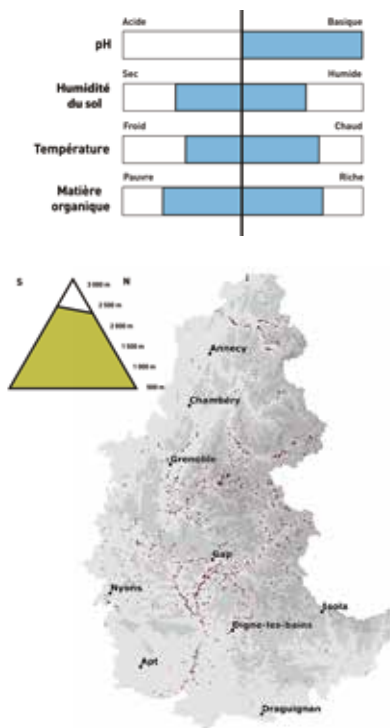 Acide Basique
pH
Sec Humide
Humidité
du sol
Froid Chaud
Température
Pauvre Riche
Matière
organique
S N
3 000 m
2 500 m
2 000 m
1 500 m
1 000 m
500 m
Annecy
Chambéry
Grenoble
Gap
Nyons
Isola
Digne-les-bains
Apt
Draguignan